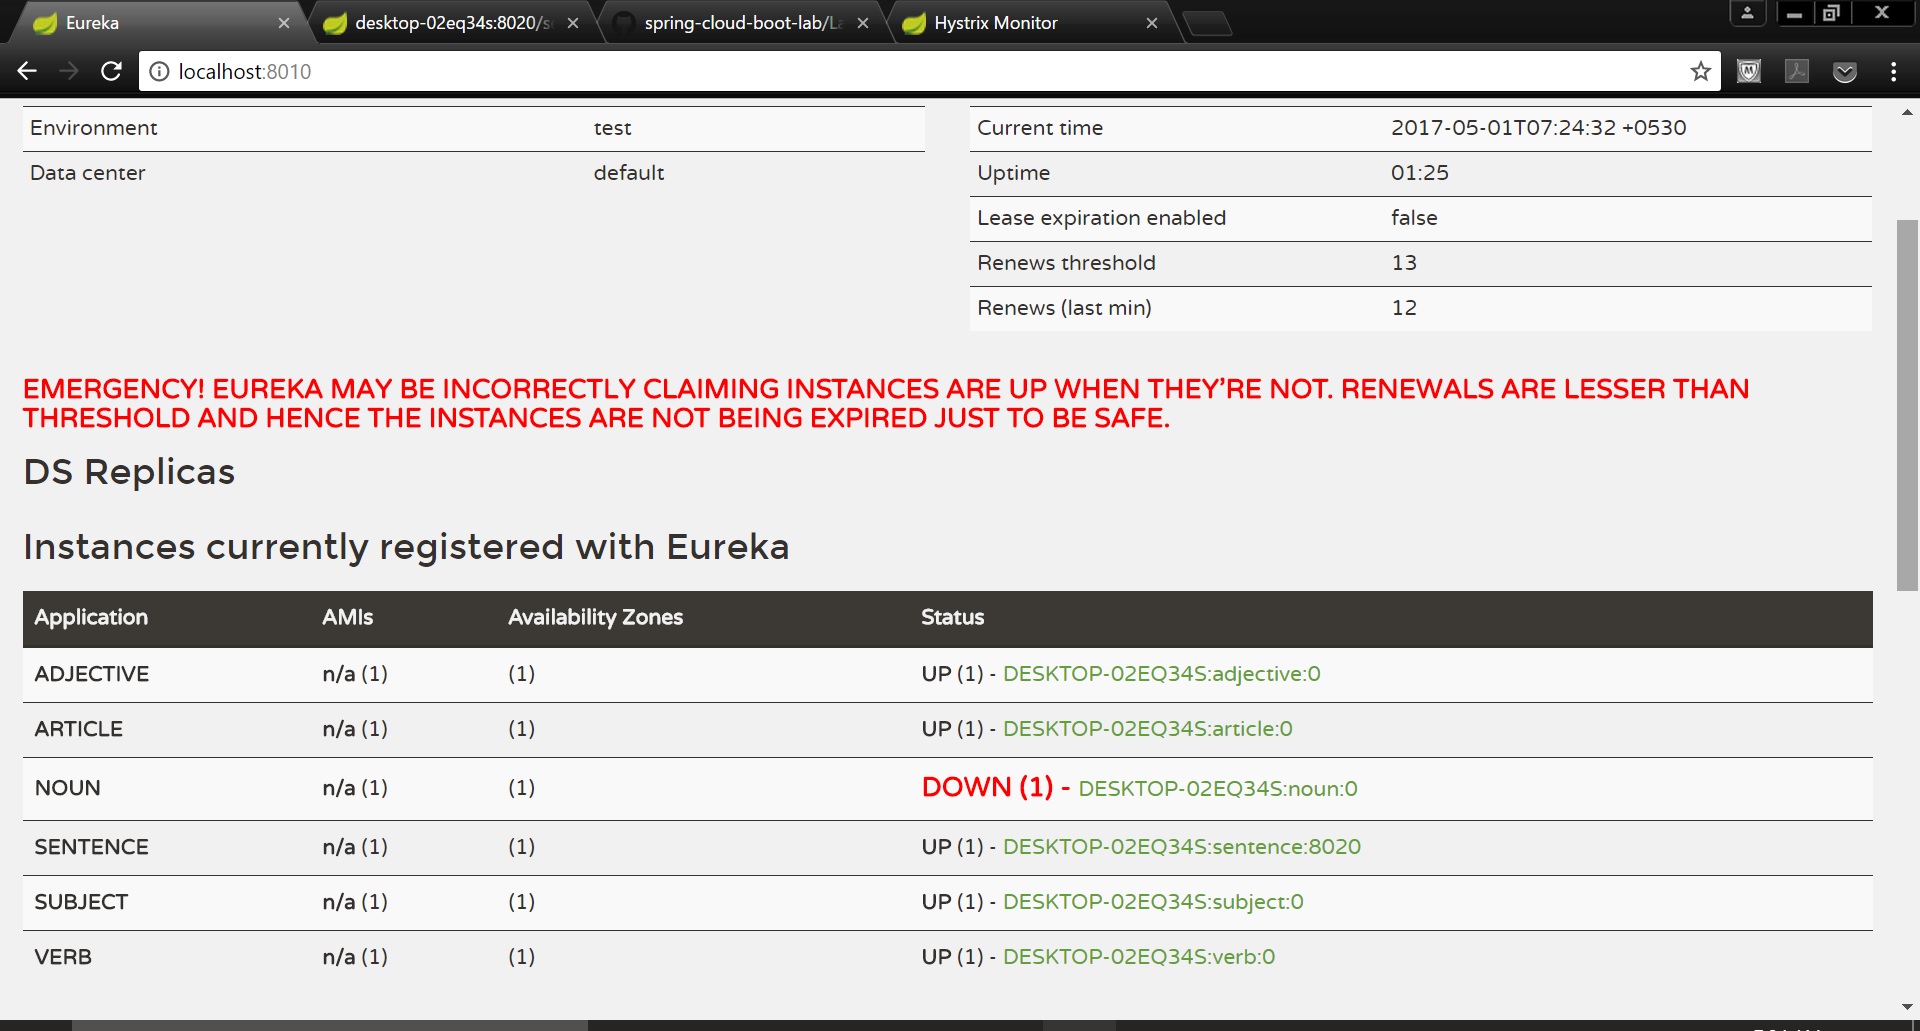 Eureka
desktop-02eq34s:8020/s
spring-cloud-boot-lab/L
Hystrix Monitor
localhost:8010
Environment test
Data center default
Current time 2017-05-01T07:24:32 +0530
Uptime 01:25
Lease expiration enabled false
Renews threshold 13
Renews (last min) 12
EMERGENCY! EUREKA MAY BE INCORRECTLY CLAIMING INSTANCES ARE UP WHEN THEY’RE NOT. RENEWALS ARE LESSER THAN
THRESHOLD AND HENCE THE INSTANCES ARE NOT BEING EXPIRED JUST TO BE SAFE.
DS Replicas
Instances currently registered with Eureka
Application AMIs Availability Zones Status
ADJECTIVE n/a (1) (1) UP (1) - DESKTOP-02EQ34S:adjective:0
ARTICLE n/a (1) (1) UP (1) - DESKTOP-02EQ34S:article:0
NOUN n/a (1) (1) DOWN (1) - DESKTOP-02EQ34S:noun:0
SENTENCE n/a (1) (1) UP (1) - DESKTOP-02EQ34S:sentence:8020
SUBJECT n/a (1) (1) UP (1) - DESKTOP-02EQ34S:subject:0
VERB n/a (1) (1) UP (1) - DESKTOP-02EQ34S:verb:0